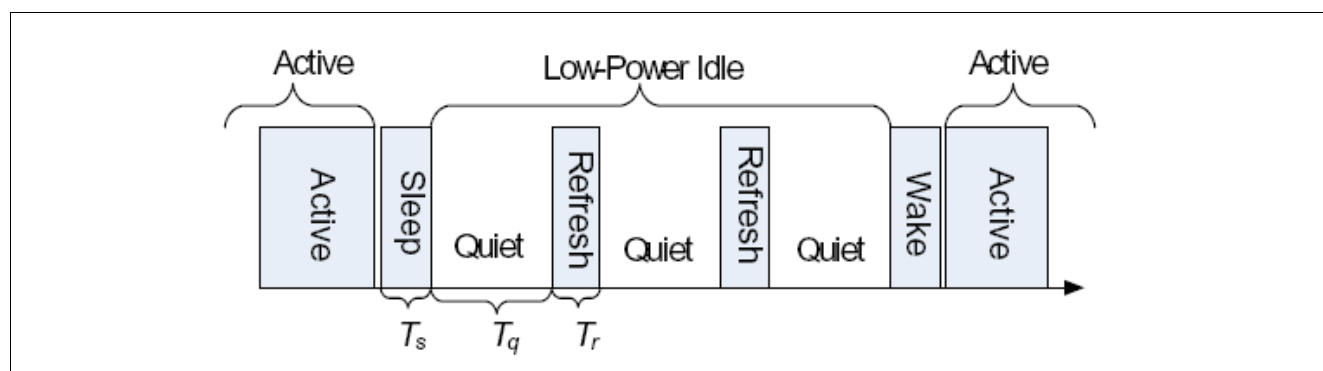 Active
Low-Power Idle
Active
Active
Sleep
Quiet
Refresh
Quiet
Refresh
Quiet
Wake
Active
Ts
Tq
Tr